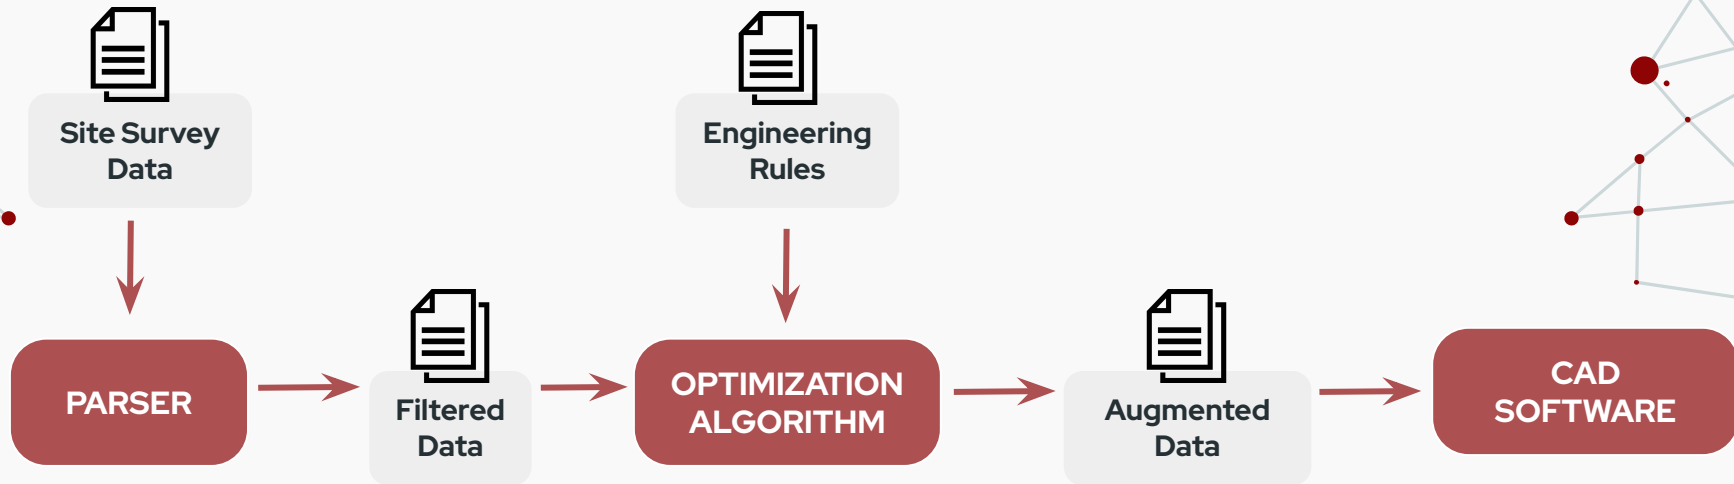 Site Survey
Data
Engineering
Rules
PARSER
Filtered
Data
OPTIMIZATION
ALGORITHM
Augmented
Data
CAD
SOFTWARE